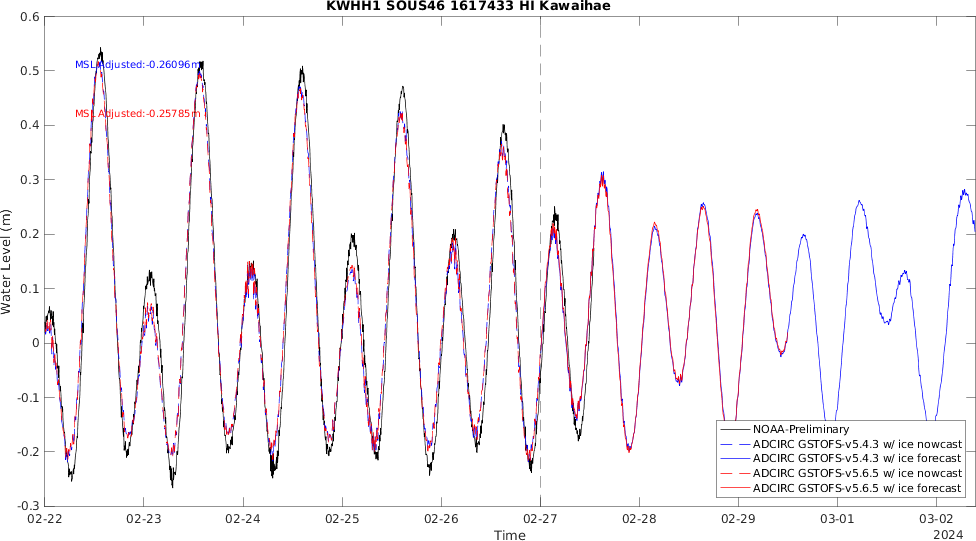 KWHH1 SOUS46 1617433 HI Kawaihae
0.6
0.5
0.4
0.3
0.2
0.1
0
-0.1
-0.2
-0.3
Water Level (m)
MSL Adjusted:-0.26096m
MSL Adjusted:-0.25785m
NOAA-Preliminary
ADCIRC GSTOFS-v5.4.3 w/ ice nowcast
ADCIRC GSTOFS-v5.4.3 w/ ice forecast
ADCIRC GSTOFS-v5.6.5 w/ ice nowcast
ADCIRC GSTOFS-v5.6.5 w/ ice forecast
02-22 02-23 02-24 02-25 02-26 02-27 02-28 02-29 03-01 03-02
2024
Time